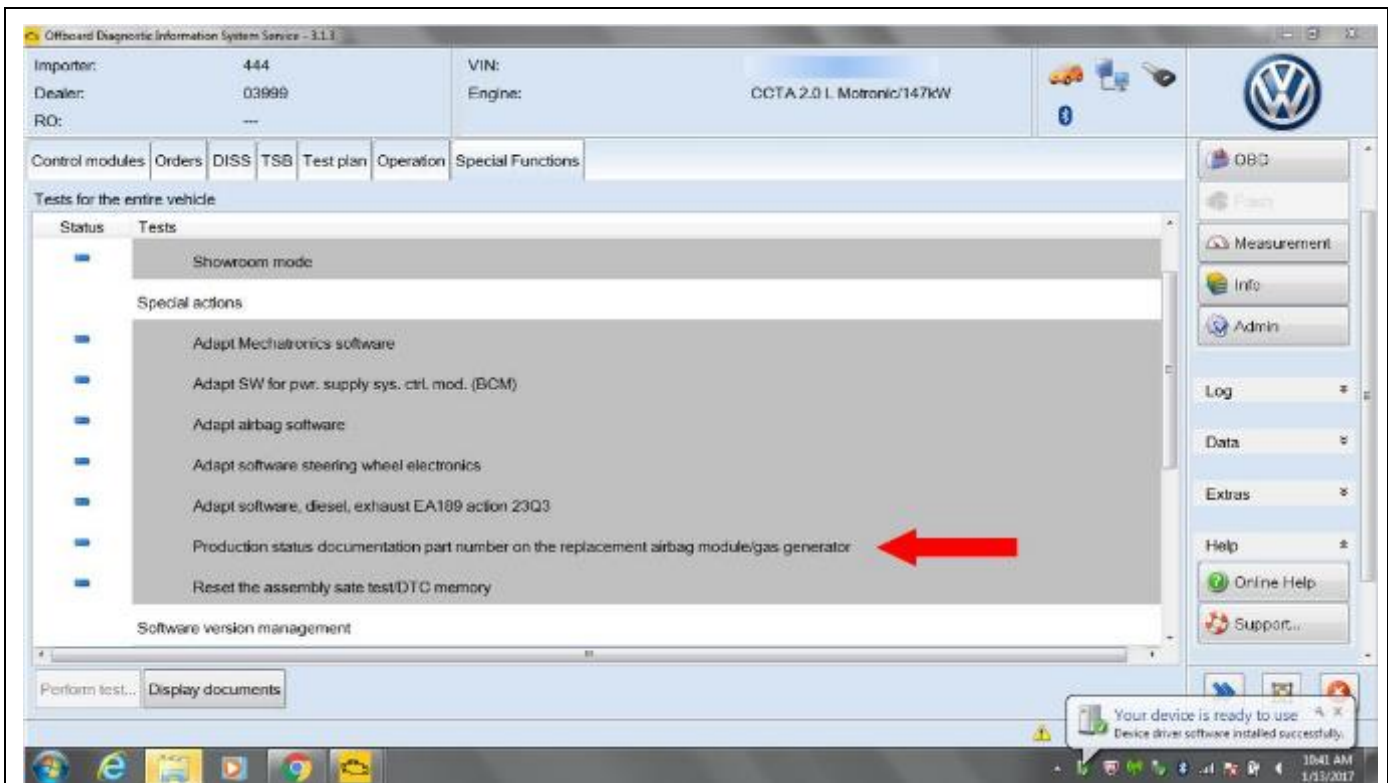 Offboard Diagnostic Information System Service - 3.1.3
Importer: 444 VIN:
Dealer: 03999 Engine: CCTA 2.0 L Motronic/147kW
RO: ---
Control modules Orders DISS TSB Test plan Operation Special Functions
Tests for the entire vehicle
Status Tests
Showroom mode
Special actions
Adapt Mechatronics software
Adapt SW for pwr. supply sys. ctrl. mod. (BCM)
Adapt airbag software
Adapt software steering wheel electronics
Adapt software, diesel, exhaust EA189 action 23Q3
Production status documentation part number on the replacement airbag module/gas generator
Reset the assembly sate test/DTC memory
Software version management
Perform test... Display documents
OBD
Flash
Measurement
Info
Admin
Log
Data
Extras
Help
Online Help
Support...
Your device is ready to use
Device driver software installed successfully.
10:41 AM
1/13/2017